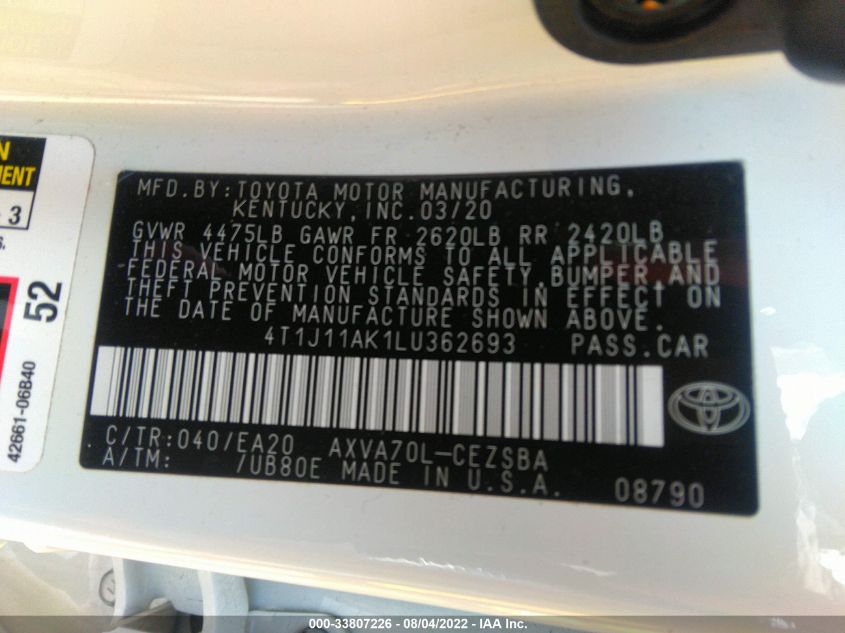 N
MENT
3
S.
52
42661-06B40
MFD.BY:TOYOTA MOTOR MANUFACTURING,
KENTUCKY,INC.03/20
GVWR 4475LB GAWR FR 2620LB RR 2420LB
THIS VEHICLE CONFORMS TO ALL APPLICABLE
FEDERAL MOTOR VEHICLE SAFETY,BUMPER,AND
THEFT PREVENTION STANDARDS IN EFFECT ON
THE DATE OF MANUFACTURE SHOWN ABOVE.
4T1J11AK1LU362693 PASS.CAR
C/TR:040/EA20 AXVA70L-CEZSBA
A/TM: /UB80E MADE IN U.S.A. 08790
000-33807226 - 08/04/2022 - IAA Inc.